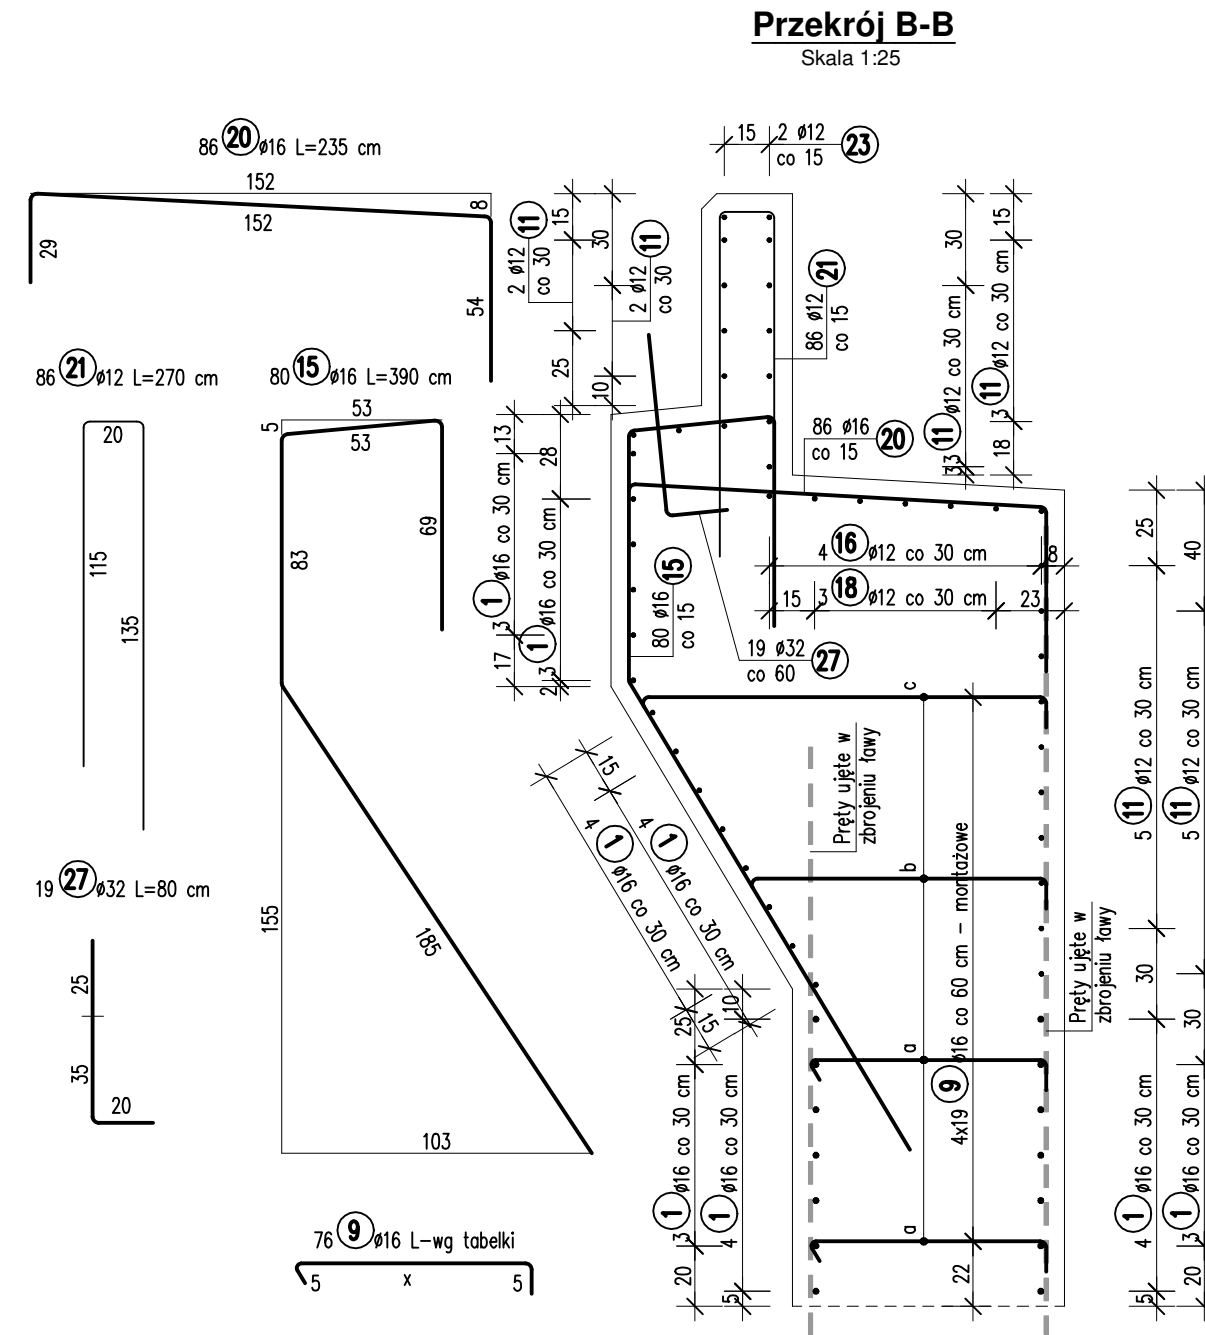 Przekrój B-B
Skala 1:25
86 20 ø16 L=235 cm
152
152
8
29
54
86 21 ø12 L=270 cm
20
115
135
80 15 ø16 L=390 cm
53
5
53
83
69
155
185
103
19 27 ø32 L=80 cm
25
35
20
76 9 ø16 L-wg tabelki
5
x
5
15
2 ø12
co 15
23
11
2 ø12
co 30
15
25
30
10
11
2 ø12
co 30
21
86 ø12
co 15
86 ø16
co 15
20
30
11 ø12 co 30 cm
3
3
15
3 11 ø12 co 30 cm
18
13
3 1 ø16 co 30 cm
17
28
3 1 ø16 co 30 cm
2
15
80 ø16
co 15
4 16 ø12 co 30 cm
8
15
3 18 ø12 co 30 cm
23
19 ø32
co 60
27
15
4 1 ø16 co 30 cm
4 1 ø16 co 30 cm
15
c
b
a
a
Pręty ujęte w
zbrojeniu ławy
4x19 9 ø16 co 60 cm – montażowe
22
Pręty ujęte w
zbrojeniu ławy
25
3 1 ø16 co 30 cm
20
10
4 1 ø16 co 30 cm
5
25
5 11 ø12 co 30 cm
30
4 1 ø16 co 30 cm
5
40
5 11 ø12 co 30 cm
30
3 1 ø16 co 30 cm
20